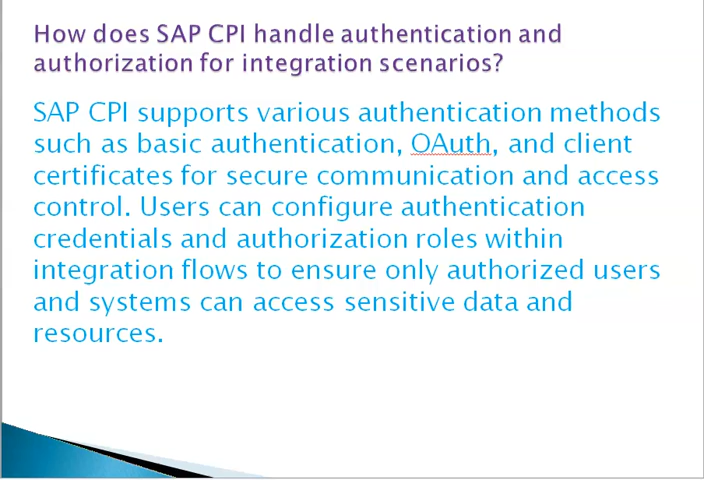 How does SAP CPI handle authentication and
authorization for integration scenarios?
SAP CPI supports various authentication methods
such as basic authentication, OAuth, and client
certificates for secure communication and access
control. Users can configure authentication
credentials and authorization roles within
integration flows to ensure only authorized users
and systems can access sensitive data and
resources.